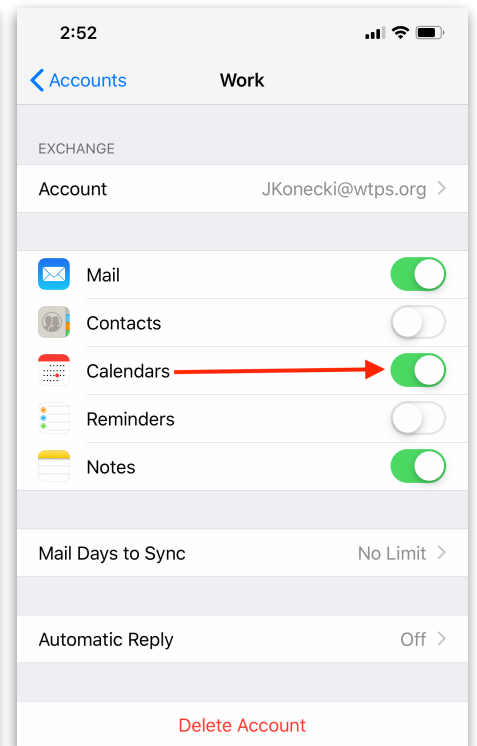 2:52
Accounts
Work
EXCHANGE
Account JKonecki@wtps.org
Mail
Contacts
Calendars
Reminders
Notes
Mail Days to Sync No Limit
Automatic Reply Off
Delete Account